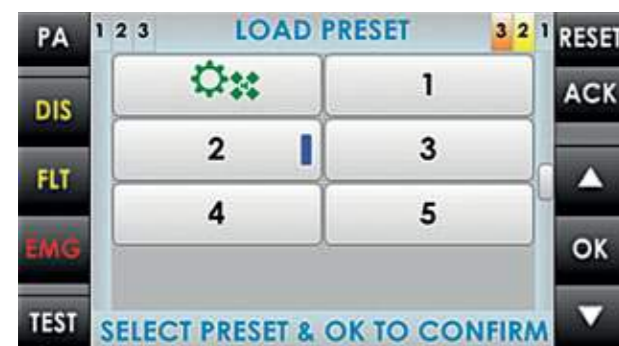 PA 1 2 3 LOAD PRESET 3 2 1 RESET
1
ACK
DIS
2 3
FLT
4 5
EMG OK
TEST SELECT PRESET & OK TO CONFIRM